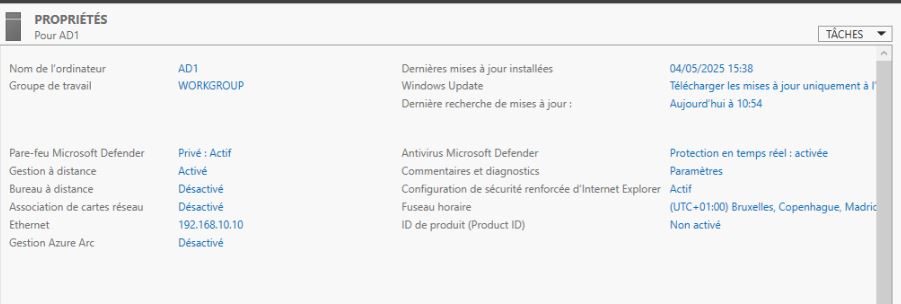 PROPRIÉTÉS
Pour AD1
TÂCHES
Nom de l'ordinateur AD1 Dernières mises à jour installées 04/05/2025 15:38
Groupe de travail WORKGROUP Windows Update Télécharger les mises à jour uniquement à l'
Dernière recherche de mises à jour : Aujourd'hui à 10:54
Pare-feu Microsoft Defender Privé : Actif Antivirus Microsoft Defender Protection en temps réel : activée
Gestion à distance Activé Commentaires et diagnostics Paramètres
Bureau à distance Désactivé Configuration de sécurité renforcée d'Internet Explorer Actif
Association de cartes réseau Désactivé Fuseau horaire (UTC+01:00) Bruxelles, Copenhague, Madric
Ethernet 192.168.10.10 ID de produit (Product ID) Non activé
Gestion Azure Arc Désactivé